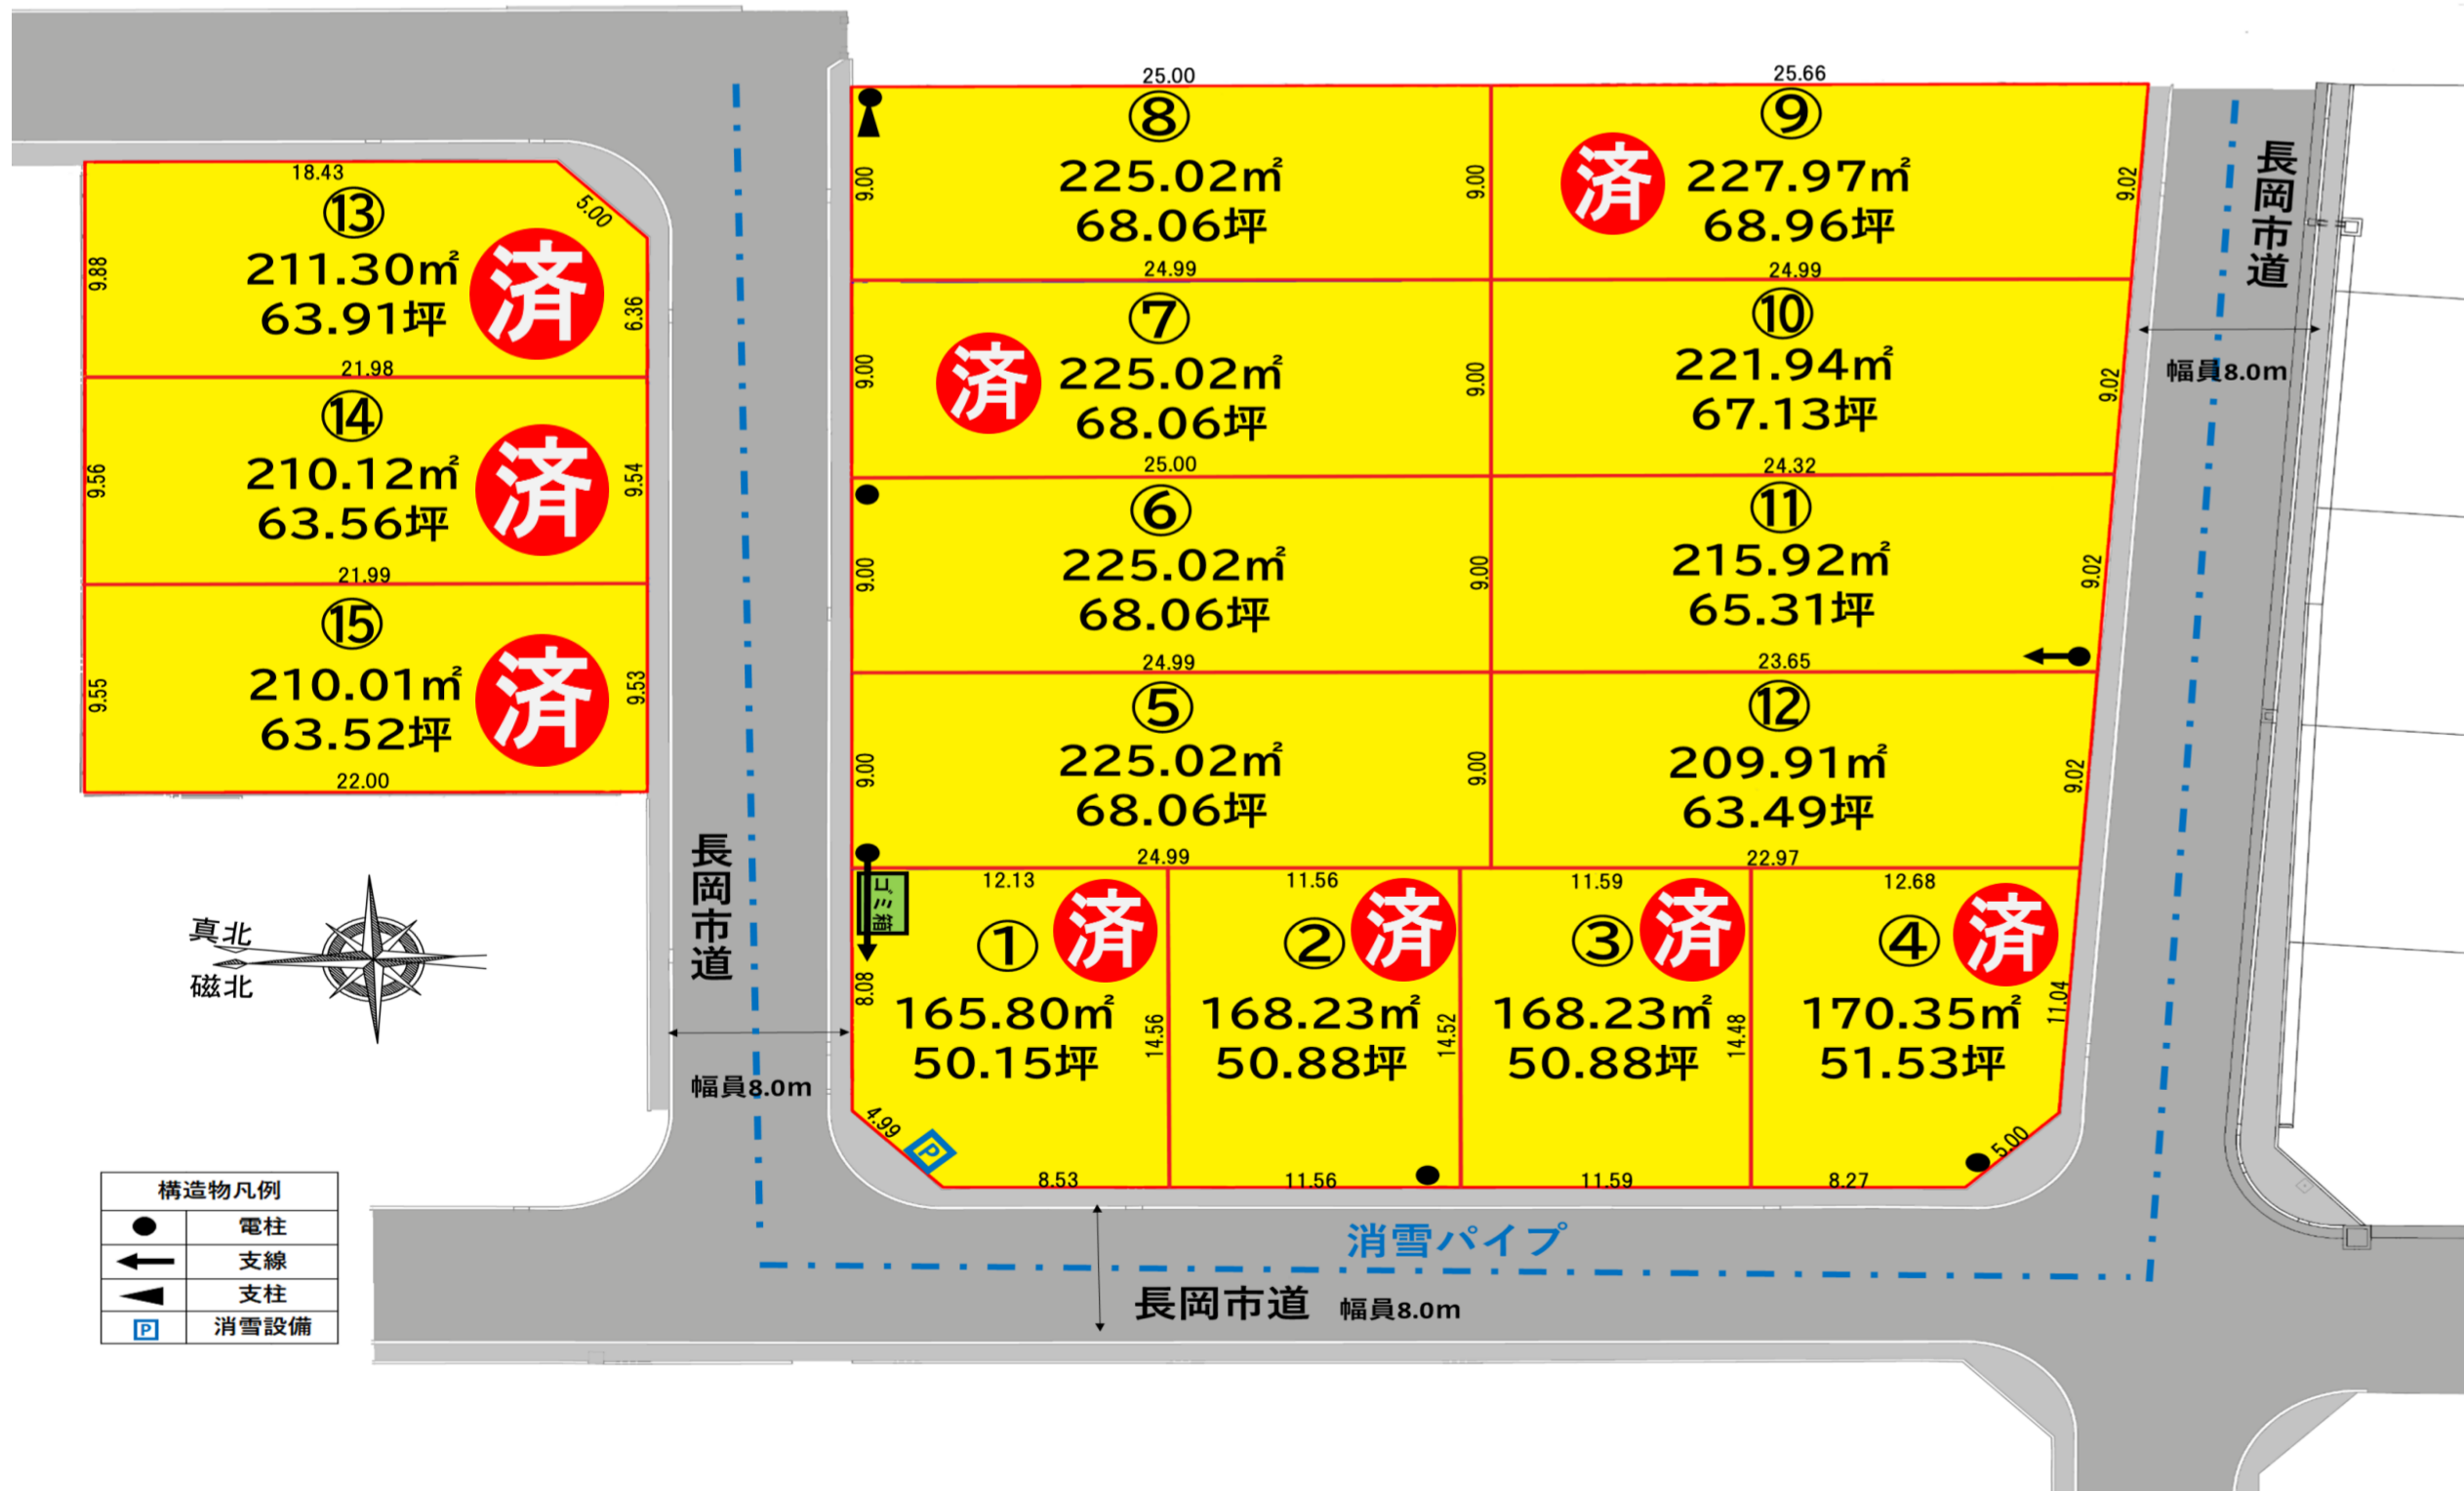 18.43
⑬
5.00
211.30㎡
63.91坪
済
9.88
6.36
21.98
⑭
210.12㎡
63.56坪
済
9.56
9.54
21.99
⑮
210.01㎡
63.52坪
済
9.55
9.53
22.00
25.00
⑧
225.02㎡
68.06坪
9.00
9.00
24.99
25.66
⑨
済
227.97㎡
68.96坪
9.02
24.99
⑦
済
225.02㎡
68.06坪
9.00
9.00
25.00
⑩
221.94㎡
67.13坪
9.02
24.32
⑥
225.02㎡
68.06坪
9.00
9.00
24.99
⑪
215.92㎡
65.31坪
9.02
23.65
⑤
225.02㎡
68.06坪
9.00
9.00
24.99
⑫
209.91㎡
63.49坪
9.02
22.97
ゴミ箱
12.13
①
済
165.80㎡
50.15坪
8.08
14.56
4.99
P
8.53
11.56
②
済
168.23㎡
50.88坪
14.52
11.56
11.59
③
済
168.23㎡
50.88坪
14.48
11.59
12.68
④
済
170.35㎡
51.53坪
11.04
5.00
8.27
長岡市道
幅員8.0m
長岡市道
幅員8.0m
消雪パイプ
長岡市道 幅員8.0m
真北
磁北
構造物凡例
電柱
支線
支柱
P 消雪設備